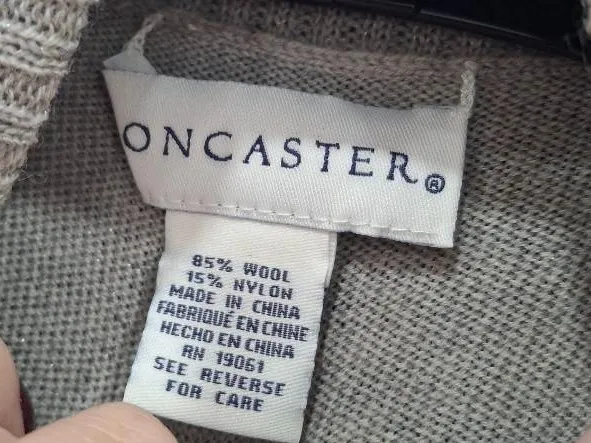 ONCASTER®
85% WOOL
15% NYLON
MADE IN CHINA
FABRIQUÉ EN CHINE
HECHO EN CHINA
RN 19061
SEE REVERSE
FOR CARE